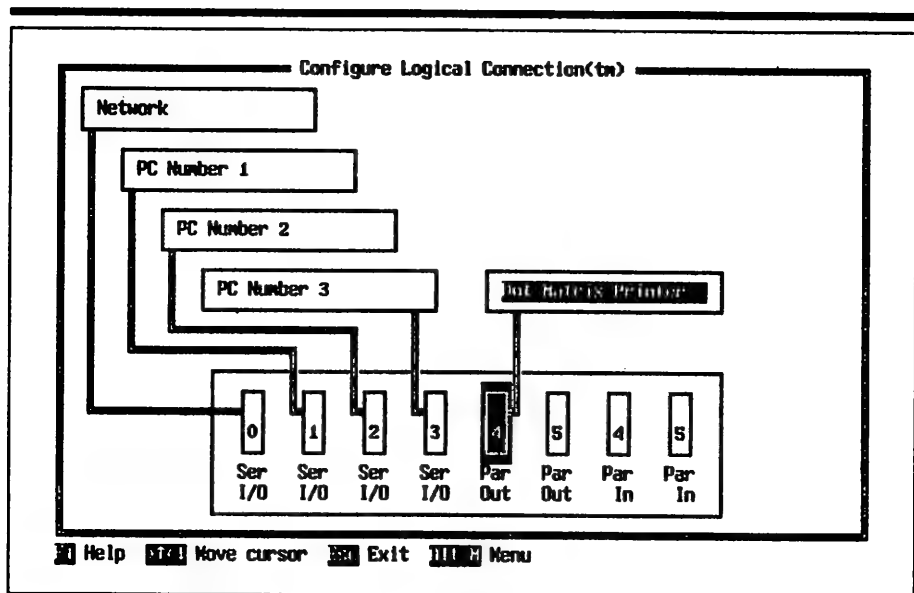 Configure Logical Connection(tm)
Network
PC Number 1
PC Number 2
PC Number 3
Dot Matrix Printer
0 1 2 3 4 5 4 5
Ser Ser Ser Ser Par Par Par Par
I/O I/O I/O I/O Out Out In In
Help Move cursor Exit Menu